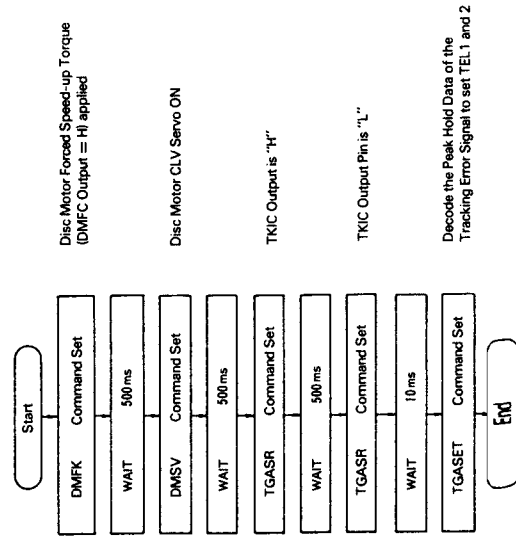 Start
DMFK Command Set
Disc Motor Forced Speed-up Torque
(DMFC Output = H) applied
WAIT 500 ms
DMSV Command Set
Disc Motor CLV Servo ON
WAIT 500 ms
TGASR Command Set
TKIC Output is "H"
WAIT 500 ms
TGASR Command Set
TKIC Output Pin is "L"
WAIT 10 ms
TGASET Command Set
Decode the Peak Hold Data of the
Tracking Error Signal to set TEL1 and 2
End